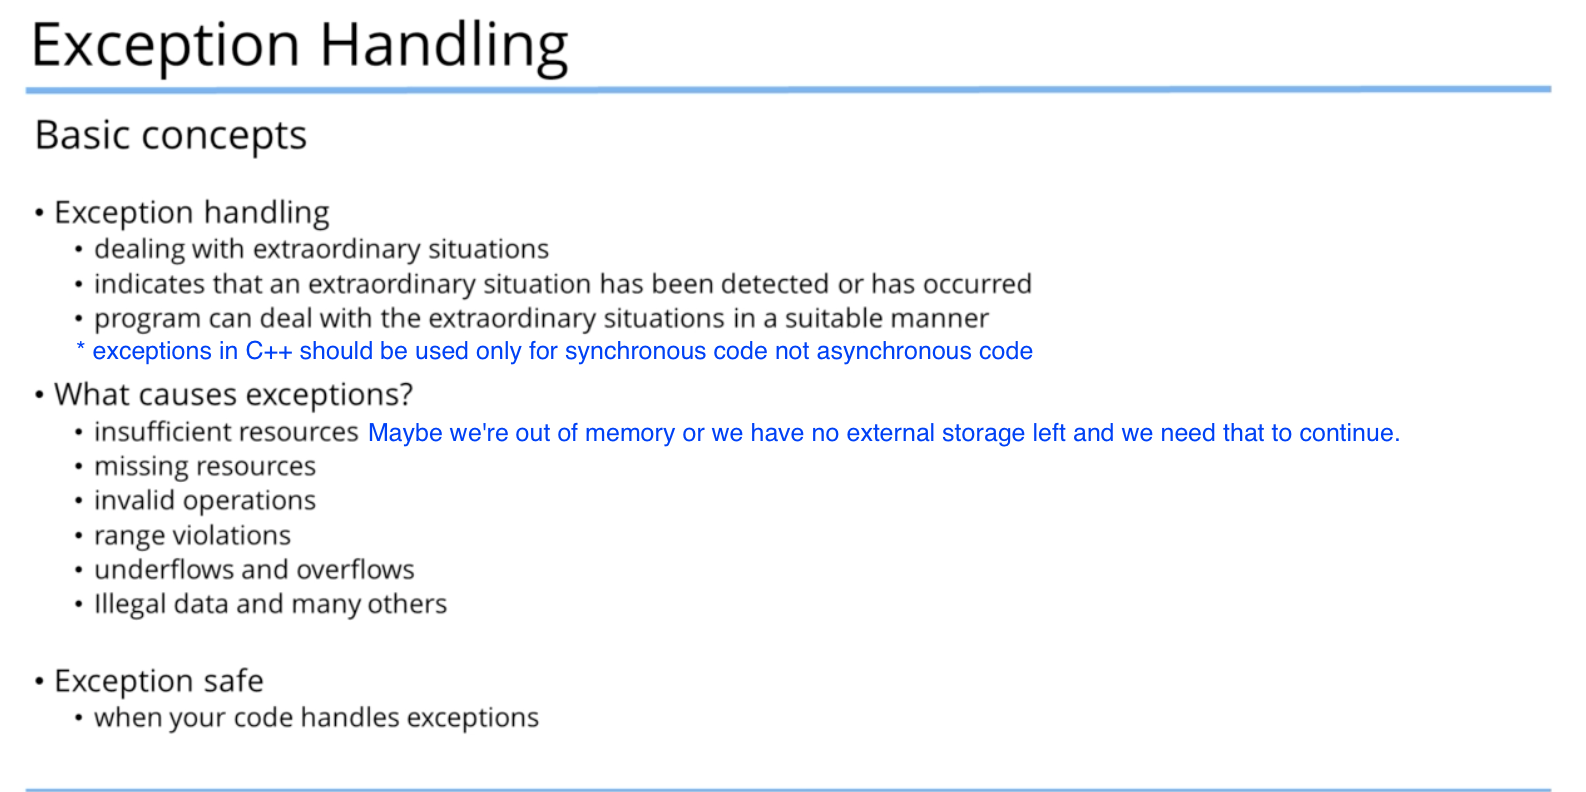 Exception Handling
Basic concepts
• Exception handling
• dealing with extraordinary situations
• indicates that an extraordinary situation has been detected or has occurred
• program can deal with the extraordinary situations in a suitable manner
* exceptions in C++ should be used only for synchronous code not asynchronous code
• What causes exceptions?
• insufficient resources Maybe we're out of memory or we have no external storage left and we need that to continue.
• missing resources
• invalid operations
• range violations
• underflows and overflows
• Illegal data and many others
• Exception safe
• when your code handles exceptions